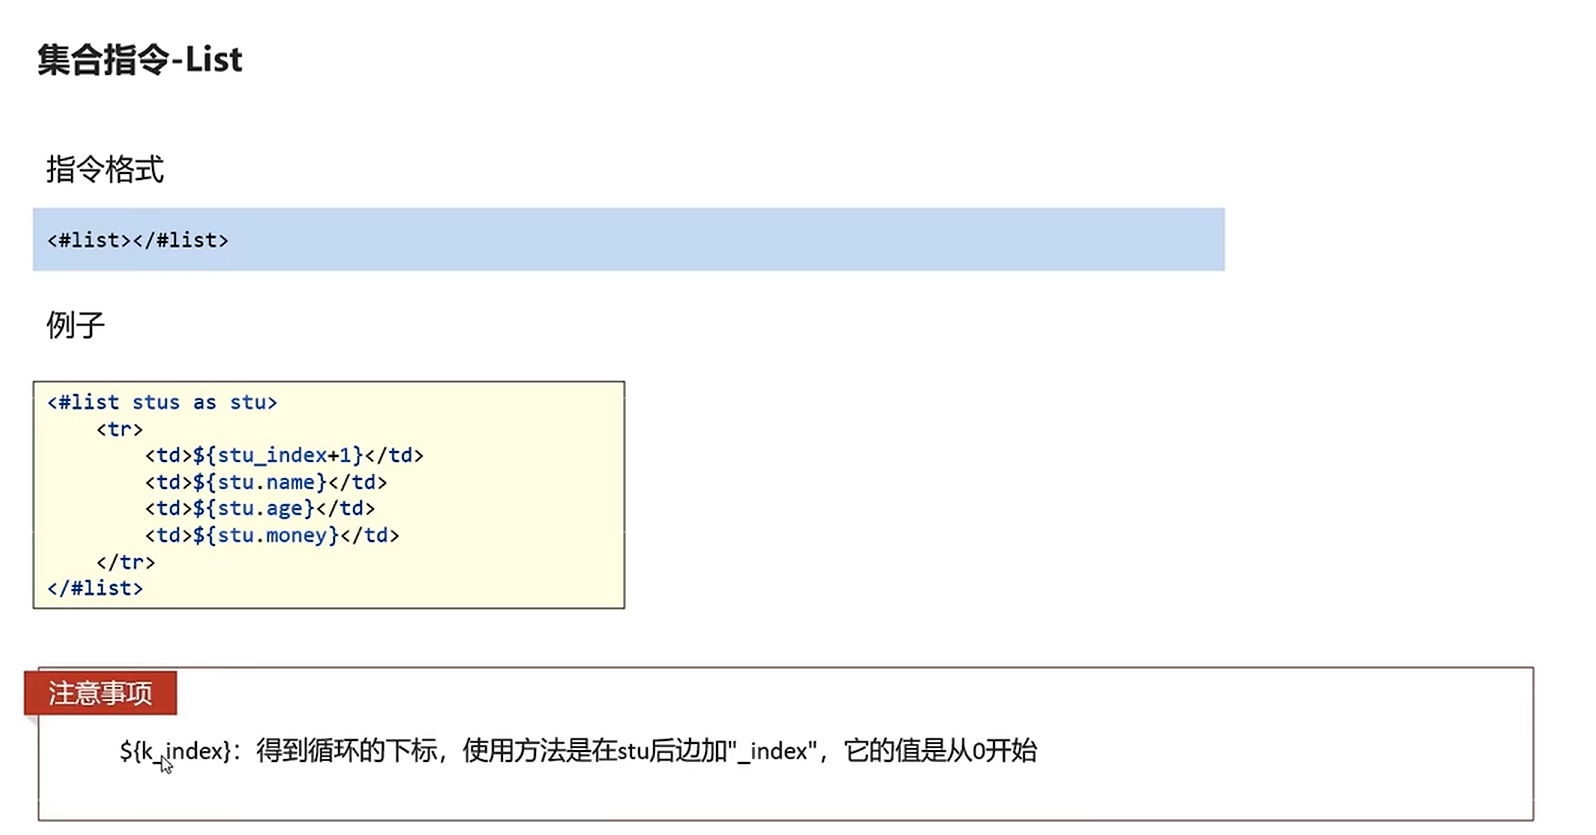 集合指令-List
指令格式
<#list></#list>
例子
<#list stus as stu>
    <tr>
        <td>${stu_index+1}</td>
        <td>${stu.name}</td>
        <td>${stu.age}</td>
        <td>${stu.money}</td>
    </tr>
</#list>
注意事项
${k_index}：得到循环的下标，使用方法是在stu后边加"_index"，它的值是从0开始